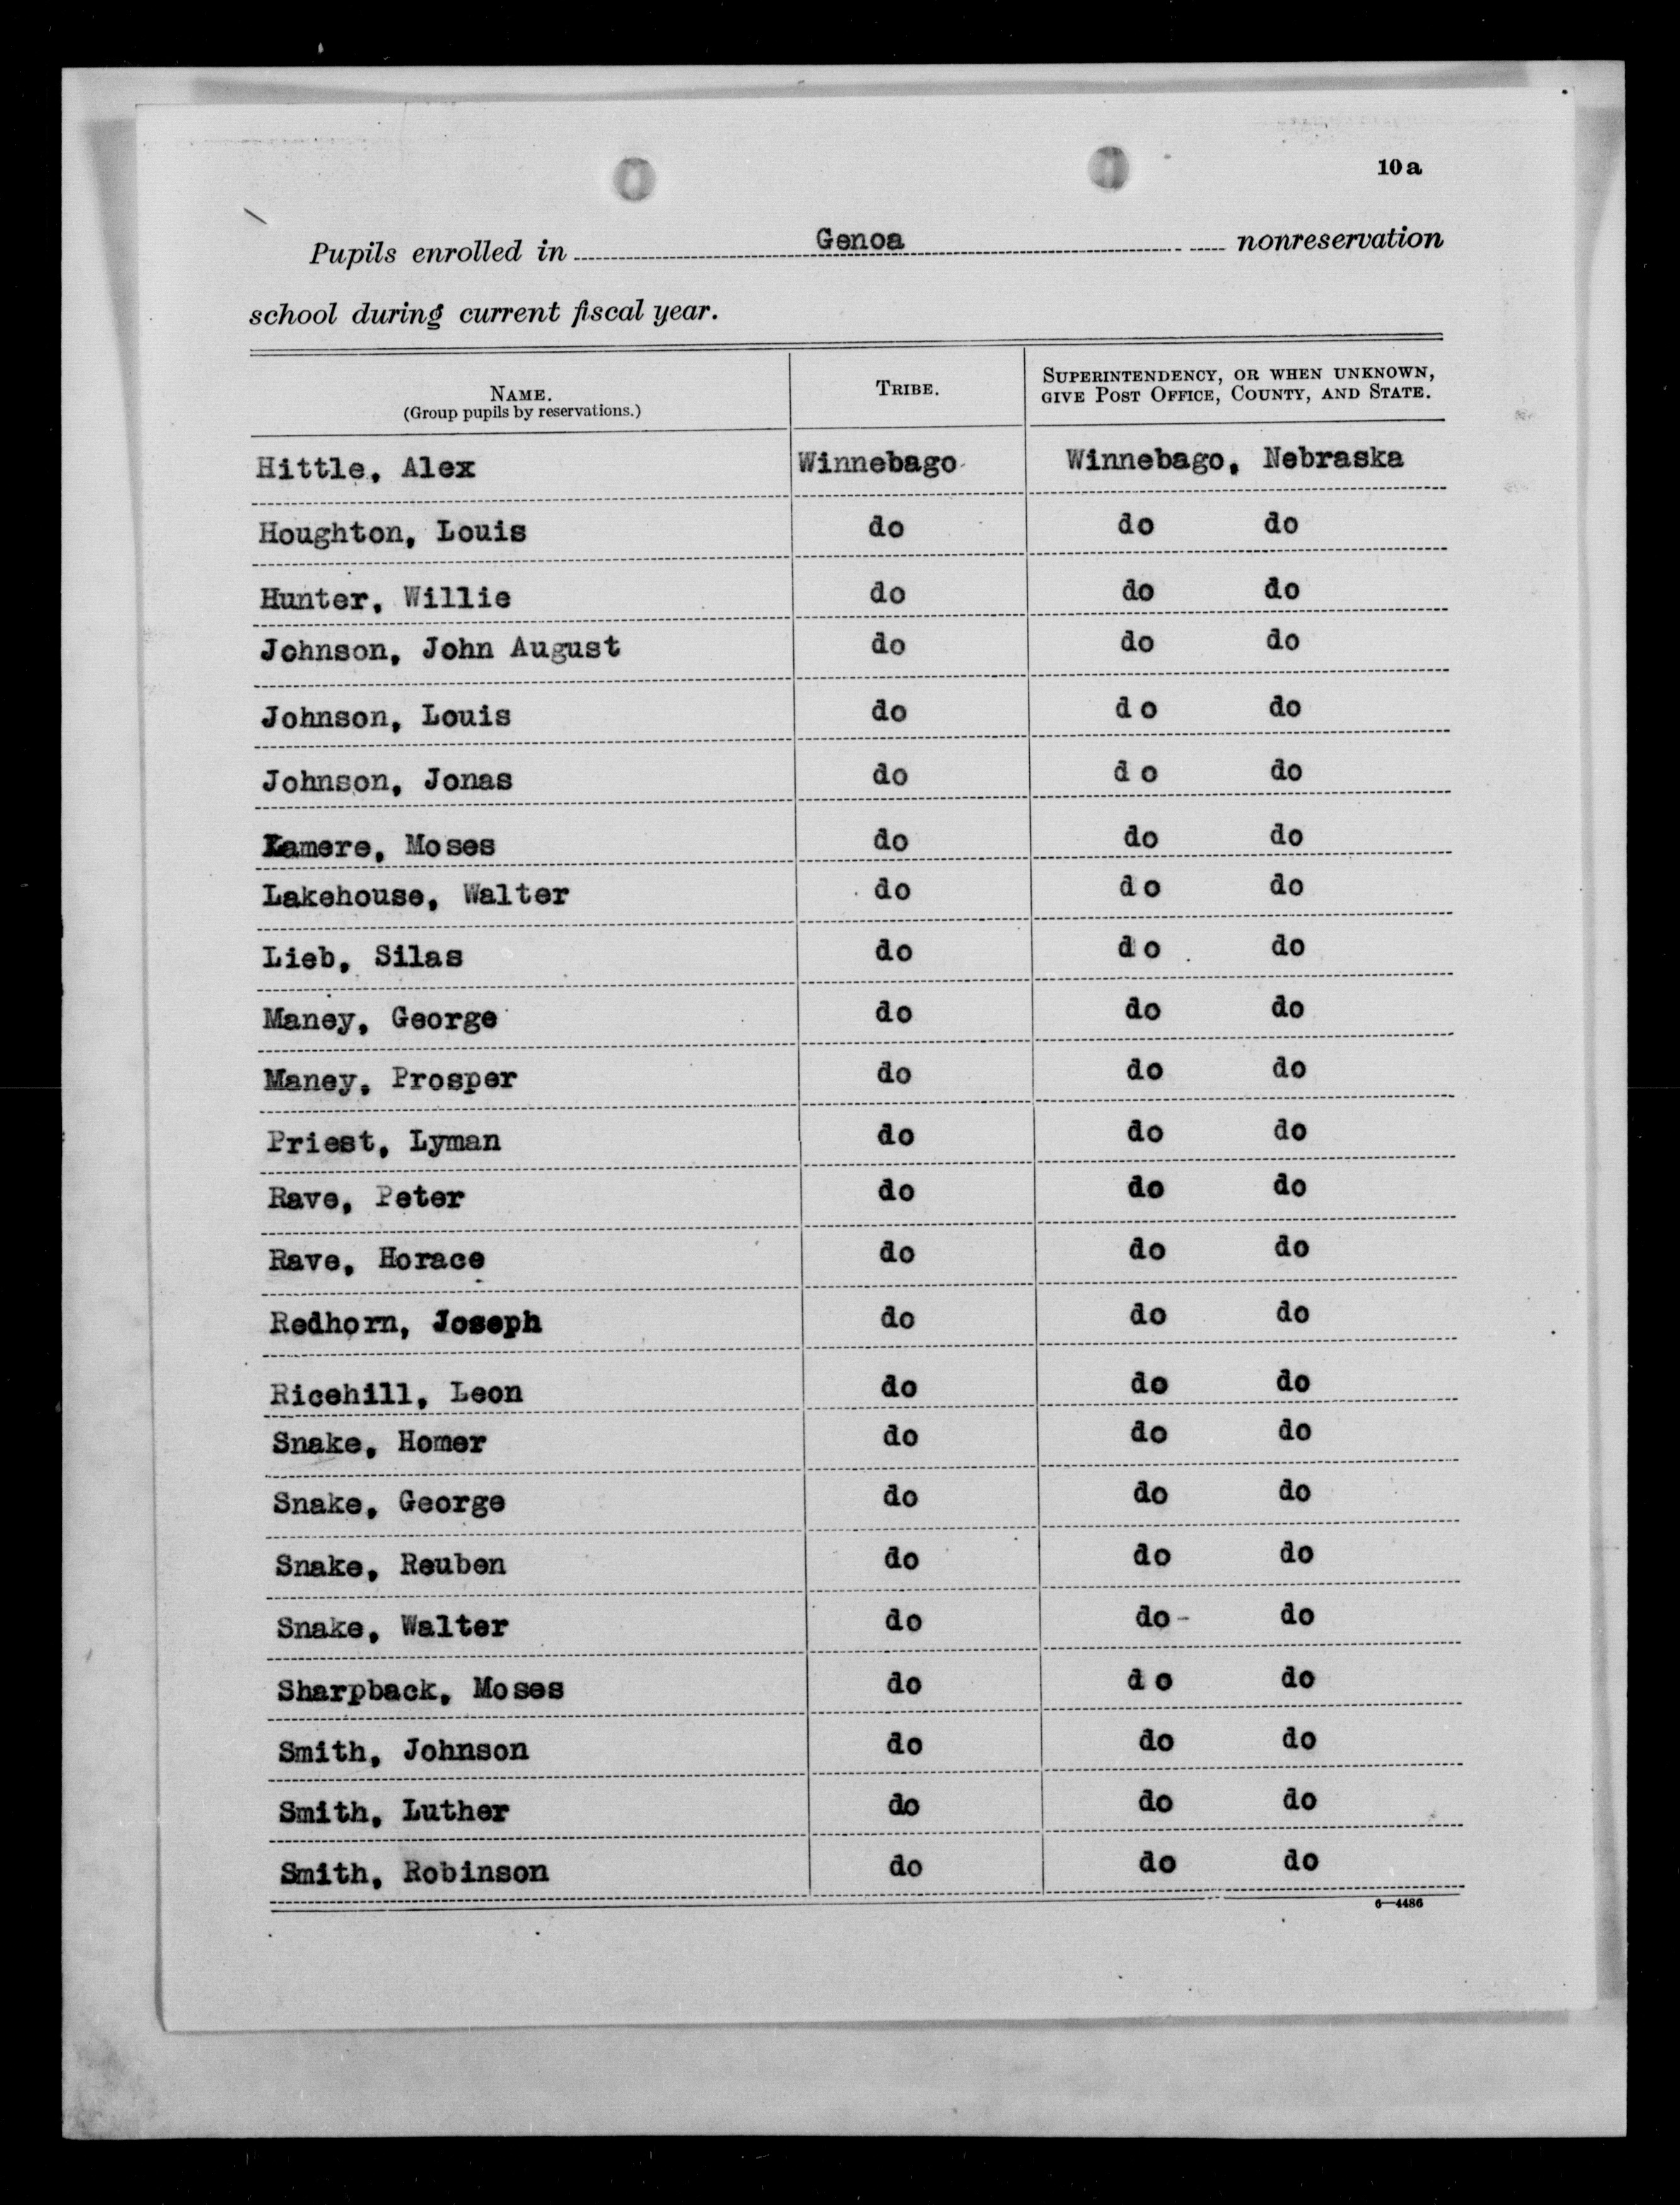 10a
Pupils enrolled in Genoa nonreservation
school during current fiscal year.
NAME.
(Group pupils by reservations.)
TRIBE.
SUPERINTENDENCY, OR WHEN UNKNOWN,
GIVE POST OFFICE, COUNTY, AND STATE.
Hittle, Alex Winnebago Winnebago, Nebraska
Houghton, Louis do do do
Hunter, Willie do do do
Johnson, John August do do do
Johnson, Louis do do do
Johnson, Jonas do do do
Lamere, Moses do do do
Lakehouse, Walter do do do
Lieb, Silas do do do
Maney, George do do do
Maney, Prosper do do do
Priest, Lyman do do do
Rave, Peter do do do
Rave, Horace do do do
Redhorn, Joseph do do do
Ricehill, Leon do do do
Snake, Homer do do do
Snake, George do do do
Snake, Reuben do do do
Snake, Walter do do- do
Sharpback, Moses do do do
Smith, Johnson do do do
Smith, Luther do do do
Smith, Robinson do do do
6-4486